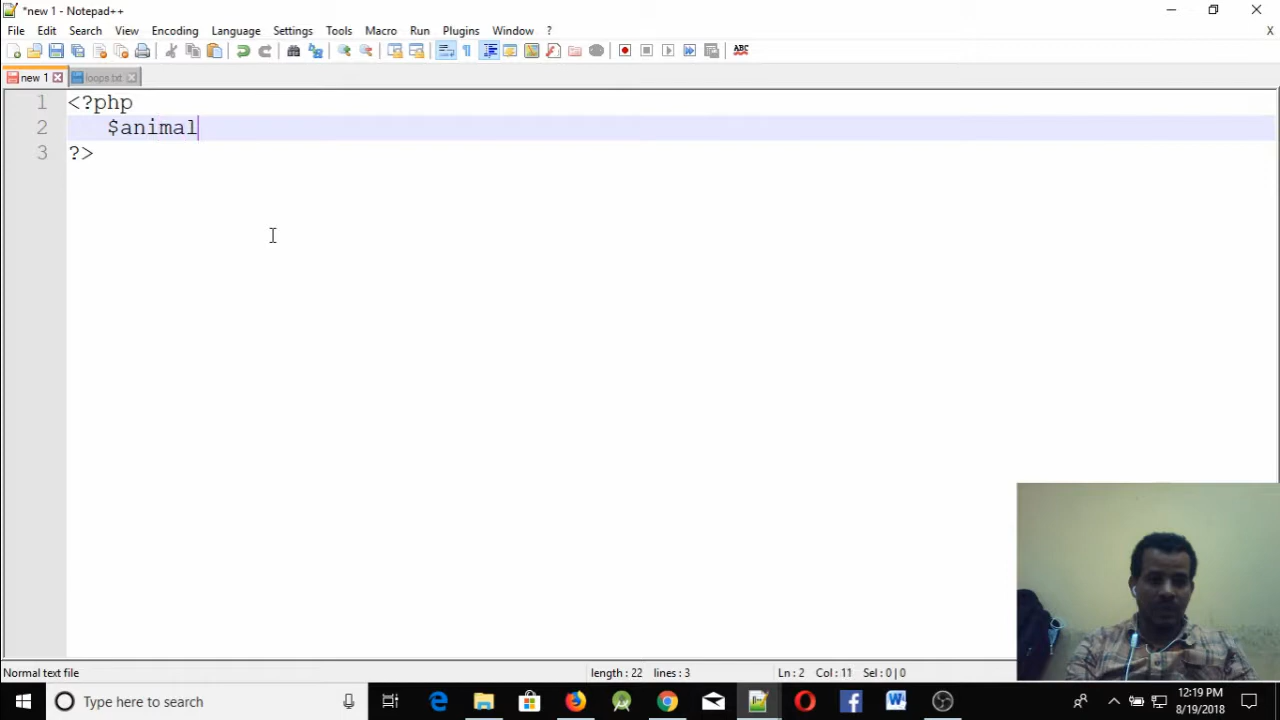 *new 1 - Notepad++
File Edit Search View Encoding Language Settings Tools Macro Run Plugins Window ? X
ABC
new 1 loops.txt
1 <?php
2 $animal
3 ?>
Normal text file length : 22 lines : 3 Ln : 2 Col : 11 Sel : 0 | 0
Type here to search
12:19 PM
8/19/2018